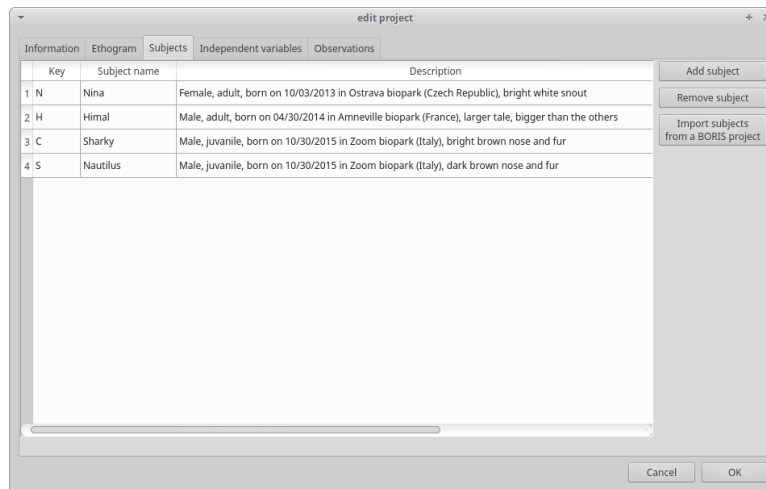 edit project
Information Ethogram Subjects Independent variables Observations
Key Subject name Description
1 N Nina Female, adult, born on 10/03/2013 in Ostrava biopark (Czech Republic), bright white snout
2 H Himal Male, adult, born on 04/30/2014 in Amneville biopark (France), larger tale, bigger than the others
3 C Sharky Male, juvanile, born on 10/30/2015 in Zoom biopark (Italy), bright brown nose and fur
4 S Nautilus Male, juvanile, born on 10/30/2015 in Zoom biopark (Italy), dark brown nose and fur
Add subject
Remove subject
Import subjects
from a BORIS project
Cancel OK